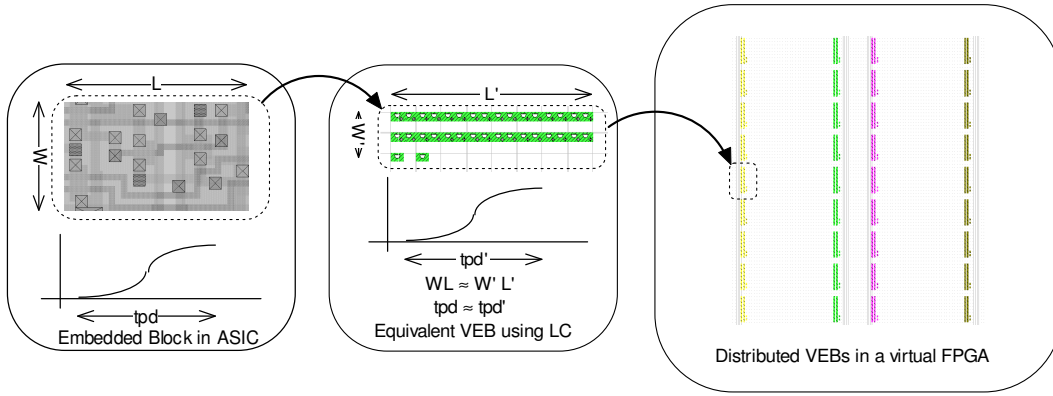 L
W
tpd
Embedded Block in ASIC
L'
W'
tpd'
WL ≈ W' L'
tpd ≈ tpd'
Equivalent VEB using LC
Distributed VEBs in a virtual FPGA